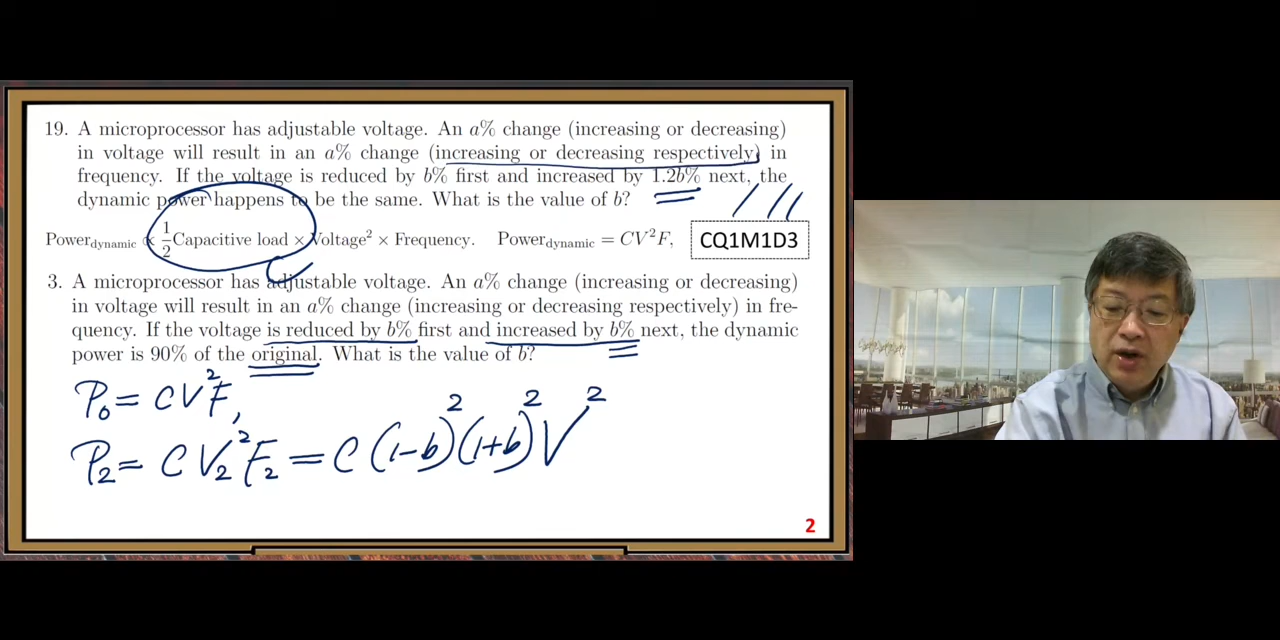 19. A microprocessor has adjustable voltage. An a% change (increasing or decreasing)
in voltage will result in an a% change (increasing or decreasing respectively) in
frequency. If the voltage is reduced by b% first and increased by 1.2b% next, the
dynamic power happens to be the same. What is the value of b?
Power_dynamic ∝ 1/2 Capacitive load × Voltage² × Frequency. Power_dynamic = CV²F, CQ1M1D3
C
3. A microprocessor has adjustable voltage. An a% change (increasing or decreasing)
in voltage will result in an a% change (increasing or decreasing respectively) in fre-
quency. If the voltage is reduced by b% first and increased by b% next, the dynamic
power is 90% of the original. What is the value of b?
P₀ = CV²F,
P₂ = CV₂²F₂ = C(1-b)²(1+b)²V²
2